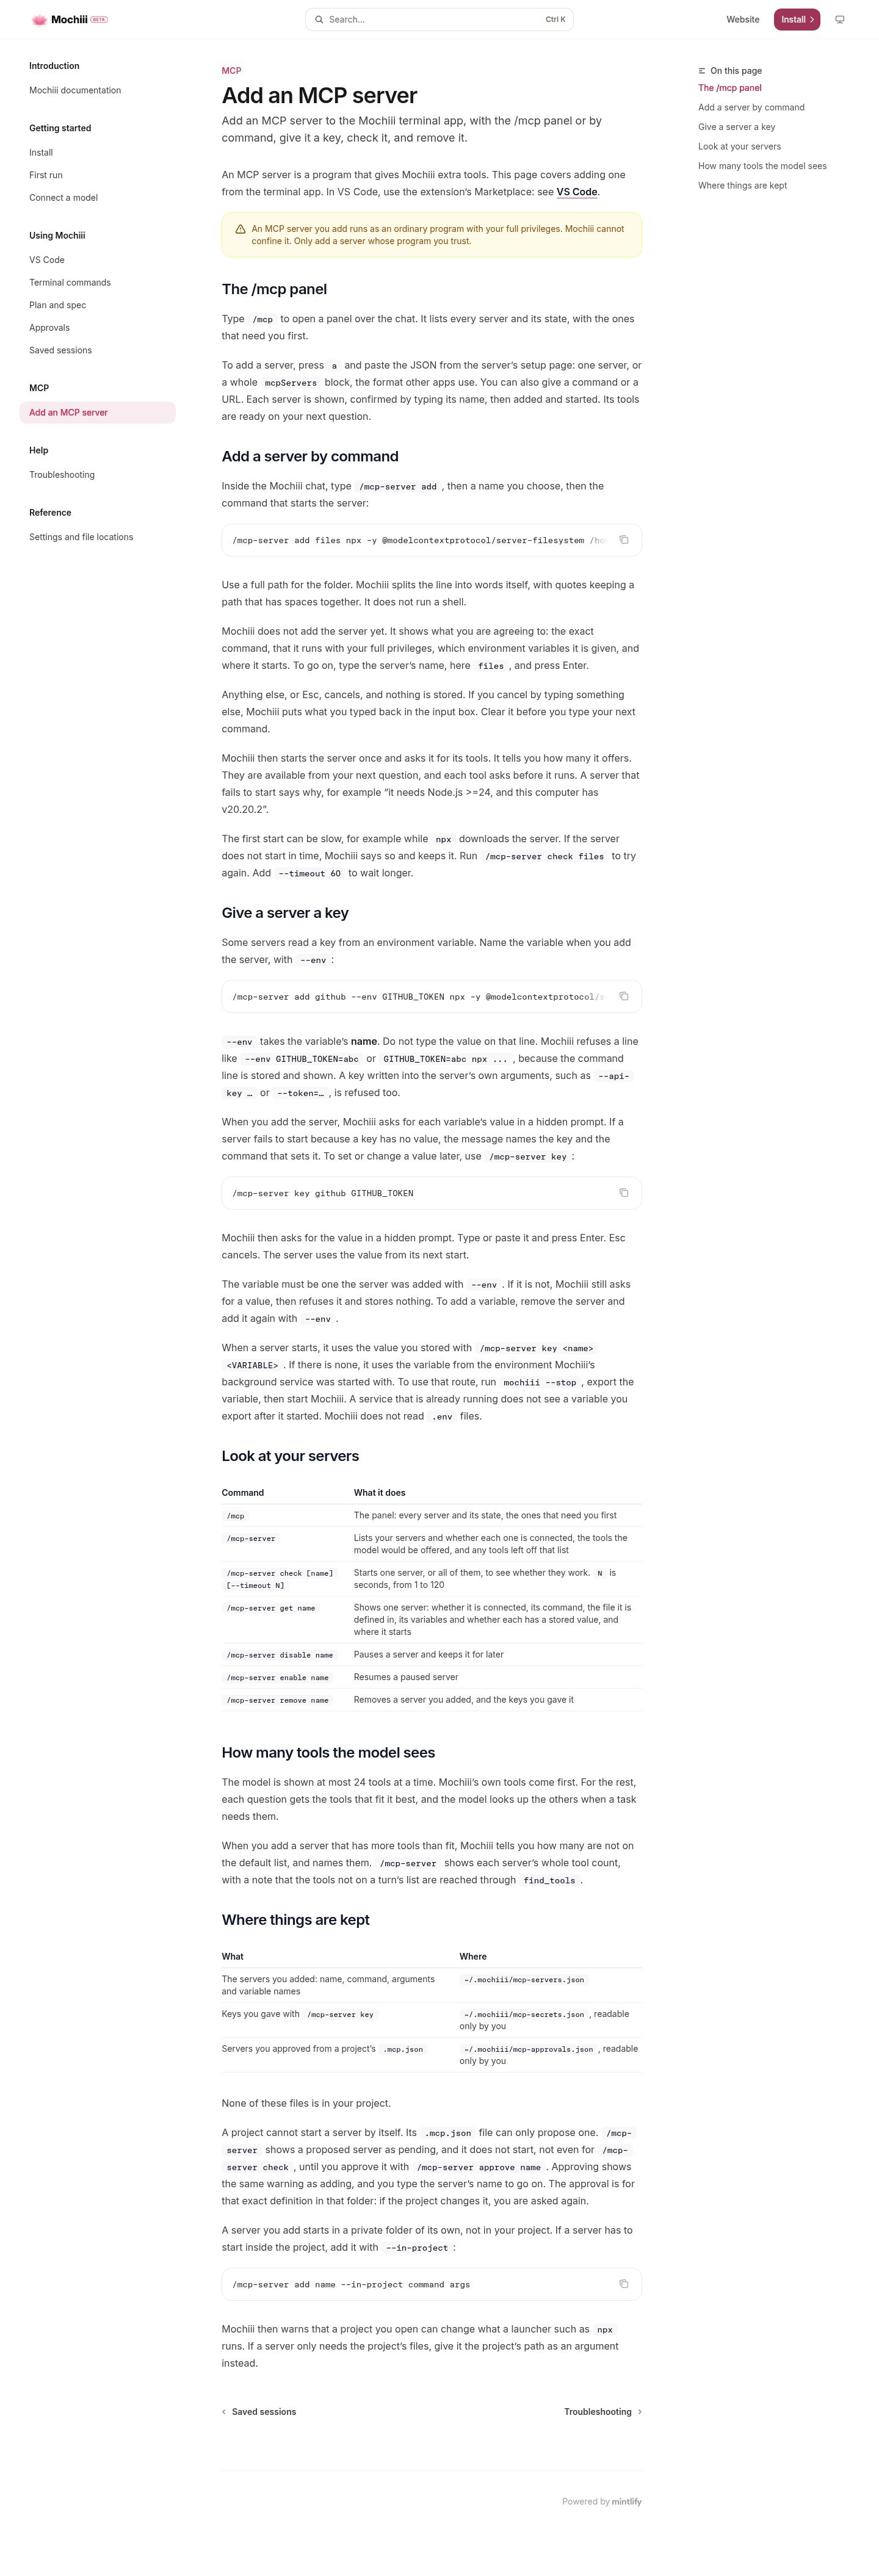 Mochiii BETA
Search...
Ctrl K
Website
Install
Introduction
Mochiii documentation
Getting started
Install
First run
Connect a model
Using Mochiii
VS Code
Terminal commands
Plan and spec
Approvals
Saved sessions
MCP
Add an MCP server
Help
Troubleshooting
Reference
Settings and file locations
MCP
Add an MCP server
Add an MCP server to the Mochiii terminal app, with the /mcp panel or by
command, give it a key, check it, and remove it.
An MCP server is a program that gives Mochiii extra tools. This page covers adding one
from the terminal app. In VS Code, use the extension's Marketplace: see VS Code.
An MCP server you add runs as an ordinary program with your full privileges. Mochiii cannot
confine it. Only add a server whose program you trust.
The /mcp panel
Type /mcp to open a panel over the chat. It lists every server and its state, with the ones
that need you first.
To add a server, press a and paste the JSON from the server's setup page: one server, or
a whole mcpServers block, the format other apps use. You can also give a command or a
URL. Each server is shown, confirmed by typing its name, then added and started. Its tools
are ready on your next question.
Add a server by command
Inside the Mochiii chat, type /mcp-server add , then a name you choose, then the
command that starts the server:
/mcp-server add files npx -y @modelcontextprotocol/server-filesystem /ho
Use a full path for the folder. Mochiii splits the line into words itself, with quotes keeping a
path that has spaces together. It does not run a shell.
Mochiii does not add the server yet. It shows what you are agreeing to: the exact
command, that it runs with your full privileges, which environment variables it is given, and
where it starts. To go on, type the server's name, here files , and press Enter.
Anything else, or Esc, cancels, and nothing is stored. If you cancel by typing something
else, Mochiii puts what you typed back in the input box. Clear it before you type your next
command.
Mochiii then starts the server once and asks it for its tools. It tells you how many it offers.
They are available from your next question, and each tool asks before it runs. A server that
fails to start says why, for example "it needs Node.js >=24, and this computer has
v20.20.2".
The first start can be slow, for example while npx downloads the server. If the server
does not start in time, Mochiii says so and keeps it. Run /mcp-server check files to try
again. Add --timeout 60 to wait longer.
Give a server a key
Some servers read a key from an environment variable. Name the variable when you add
the server, with --env :
/mcp-server add github --env GITHUB_TOKEN npx -y @modelcontextprotocol/s
--env takes the variable's name. Do not type the value on that line. Mochiii refuses a line
like --env GITHUB_TOKEN=abc or GITHUB_TOKEN=abc npx ... , because the command
line is stored and shown. A key written into the server's own arguments, such as --api-
key … or --token=… , is refused too.
When you add the server, Mochiii asks for each variable's value in a hidden prompt. If a
server fails to start because a key has no value, the message names the key and the
command that sets it. To set or change a value later, use /mcp-server key :
/mcp-server key github GITHUB_TOKEN
Mochiii then asks for the value in a hidden prompt. Type or paste it and press Enter. Esc
cancels. The server uses the value from its next start.
The variable must be one the server was added with --env . If it is not, Mochiii still asks
for a value, then refuses it and stores nothing. To add a variable, remove the server and
add it again with --env .
When a server starts, it uses the value you stored with /mcp-server key <name>
<VARIABLE> . If there is none, it uses the variable from the environment Mochiii's
background service was started with. To use that route, run mochiii --stop , export the
variable, then start Mochiii. A service that is already running does not see a variable you
export after it started. Mochiii does not read .env files.
Look at your servers
Command What it does
/mcp The panel: every server and its state, the ones that need you first
/mcp-server Lists your servers and whether each one is connected, the tools the
model would be offered, and any tools left off that list
/mcp-server check [name] Starts one server, or all of them, to see whether they work. N is
[--timeout N] seconds, from 1 to 120
/mcp-server get name Shows one server: whether it is connected, its command, the file it is
defined in, its variables and whether each has a stored value, and
where it starts
/mcp-server disable name Pauses a server and keeps it for later
/mcp-server enable name Resumes a paused server
/mcp-server remove name Removes a server you added, and the keys you gave it
How many tools the model sees
The model is shown at most 24 tools at a time. Mochiii's own tools come first. For the rest,
each question gets the tools that fit it best, and the model looks up the others when a task
needs them.
When you add a server that has more tools than fit, Mochiii tells you how many are not on
the default list, and names them. /mcp-server shows each server's whole tool count,
with a note that the tools not on a turn's list are reached through find_tools .
Where things are kept
What Where
The servers you added: name, command, arguments ~/.mochiii/mcp-servers.json
and variable names
Keys you gave with /mcp-server key ~/.mochiii/mcp-secrets.json , readable
only by you
Servers you approved from a project's .mcp.json ~/.mochiii/mcp-approvals.json , readable
only by you
None of these files is in your project.
A project cannot start a server by itself. Its .mcp.json file can only propose one. /mcp-
server shows a proposed server as pending, and it does not start, not even for /mcp-
server check , until you approve it with /mcp-server approve name . Approving shows
the same warning as adding, and you type the server's name to go on. The approval is for
that exact definition in that folder: if the project changes it, you are asked again.
A server you add starts in a private folder of its own, not in your project. If a server has to
start inside the project, add it with --in-project :
/mcp-server add name --in-project command args
Mochiii then warns that a project you open can change what a launcher such as npx
runs. If a server only needs the project's files, give it the project's path as an argument
instead.
Saved sessions
Troubleshooting
Powered by mintlify
On this page
The /mcp panel
Add a server by command
Give a server a key
Look at your servers
How many tools the model sees
Where things are kept